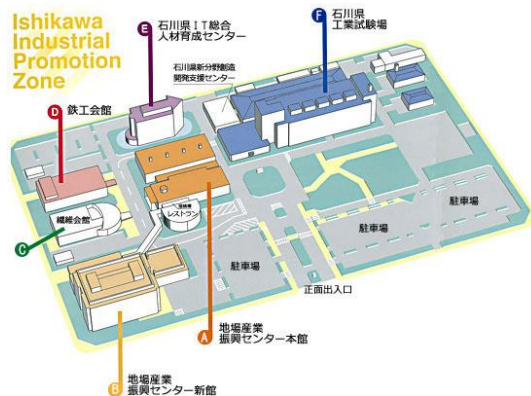 Ishikawa
Industrial
Promotion
Zone
E
石川県IT総合
人材育成センター
F
石川県
工業試験場
石川県新分野創造
開発支援センター
D
鉄工会館
レストラン
繊維会館
C
駐車場
駐車場
駐車場
正面出入口
A
地場産業
振興センター本館
B
地場産業
振興センター新館